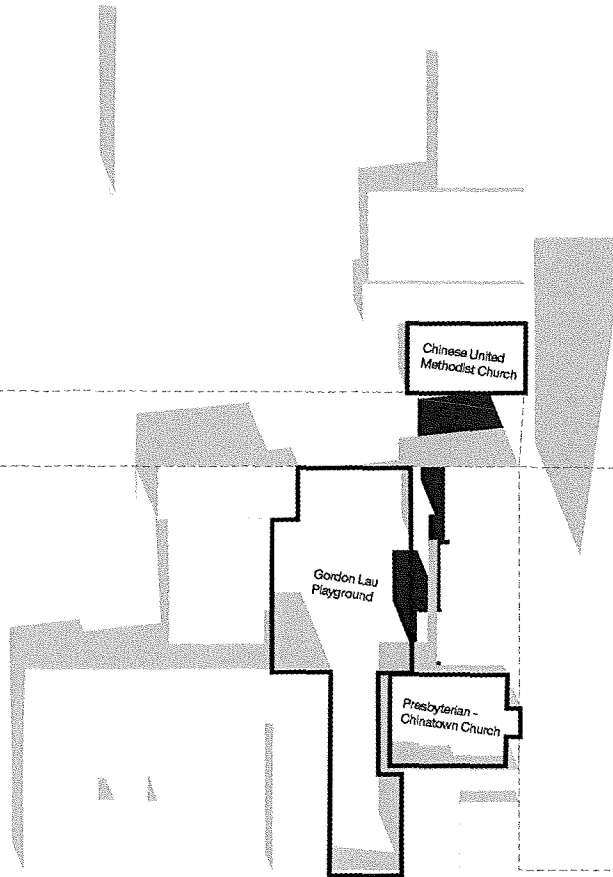 Chinese United
Methodist Church
Gordon Lau
Playground
Presbyterian -
Chinatown Church